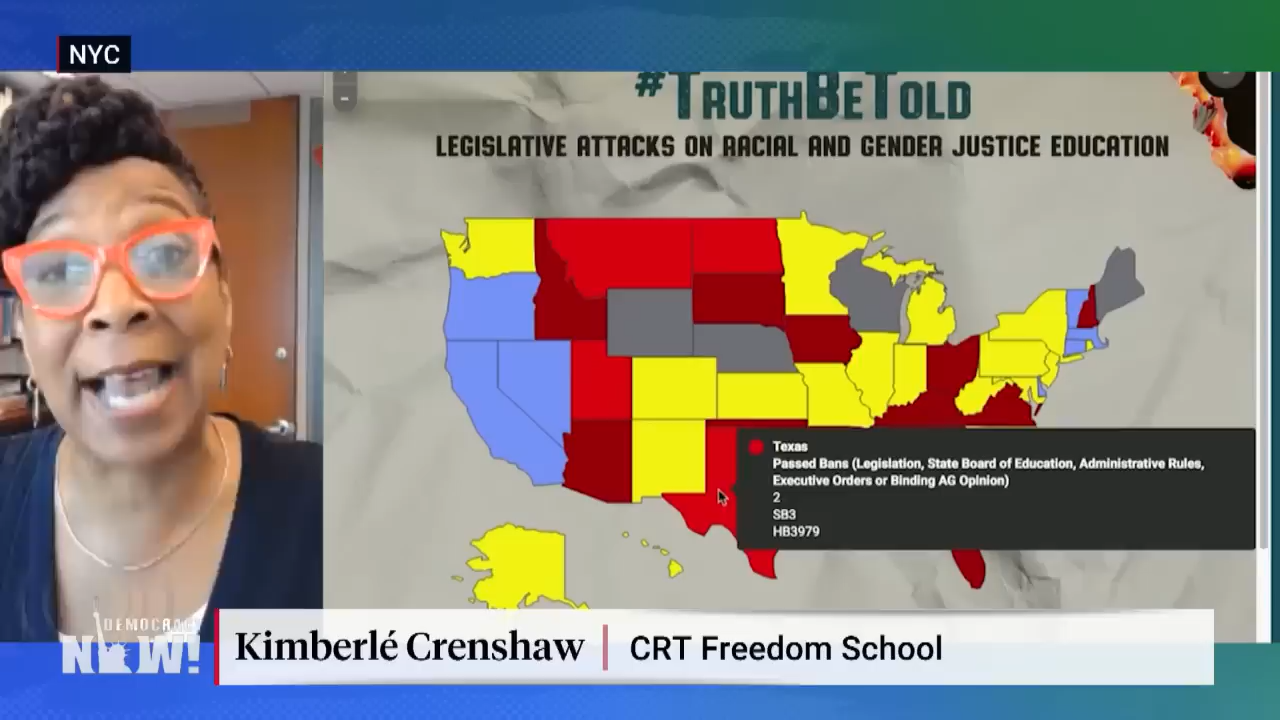 NYC
#TRUTHBETOLD
LEGISLATIVE ATTACKS ON RACIAL AND GENDER JUSTICE EDUCATION
Texas
Passed Bans (Legislation, State Board of Education, Administrative Rules,
Executive Orders or Binding AG Opinion)
2
SB3
HB3979
DEMOCRACY
NOW!
Kimberlé Crenshaw
CRT Freedom School